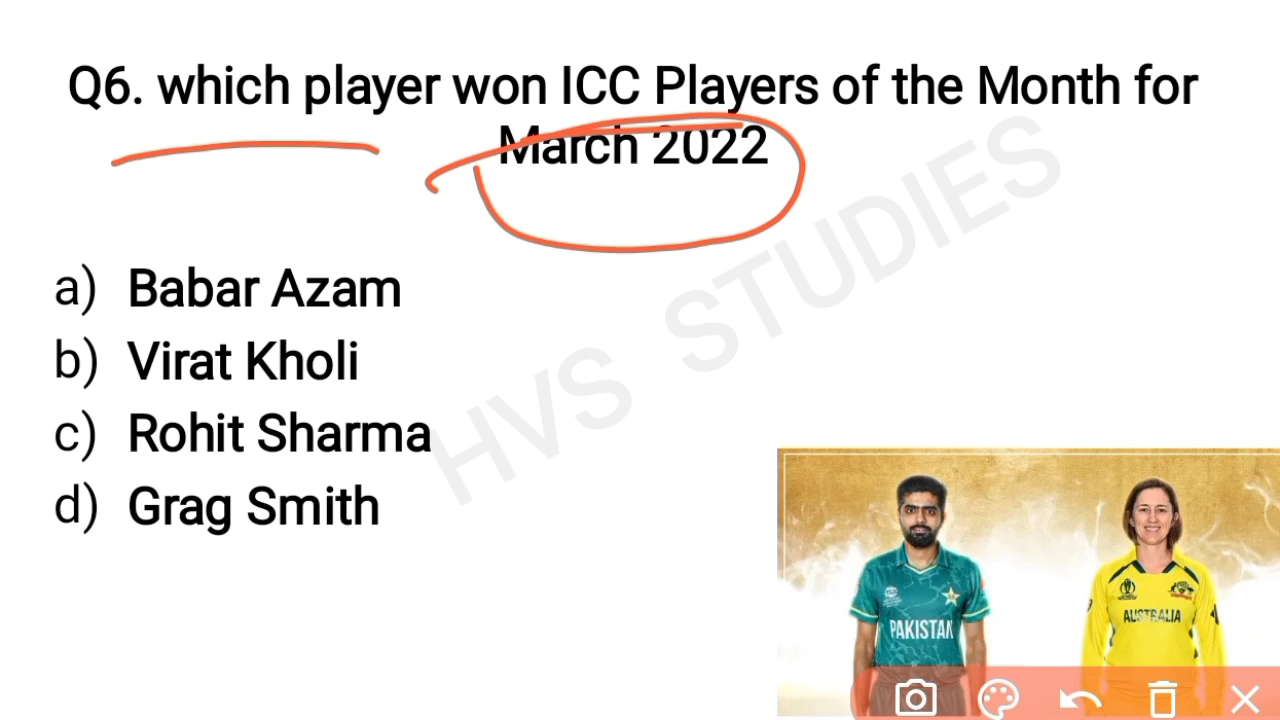 Q6. which player won ICC Players of the Month for
March 2022
a) Babar Azam
b) Virat Kholi
c) Rohit Sharma
d) Grag Smith
HVS STUDIES
PAKISTAN
AUSTRALIA